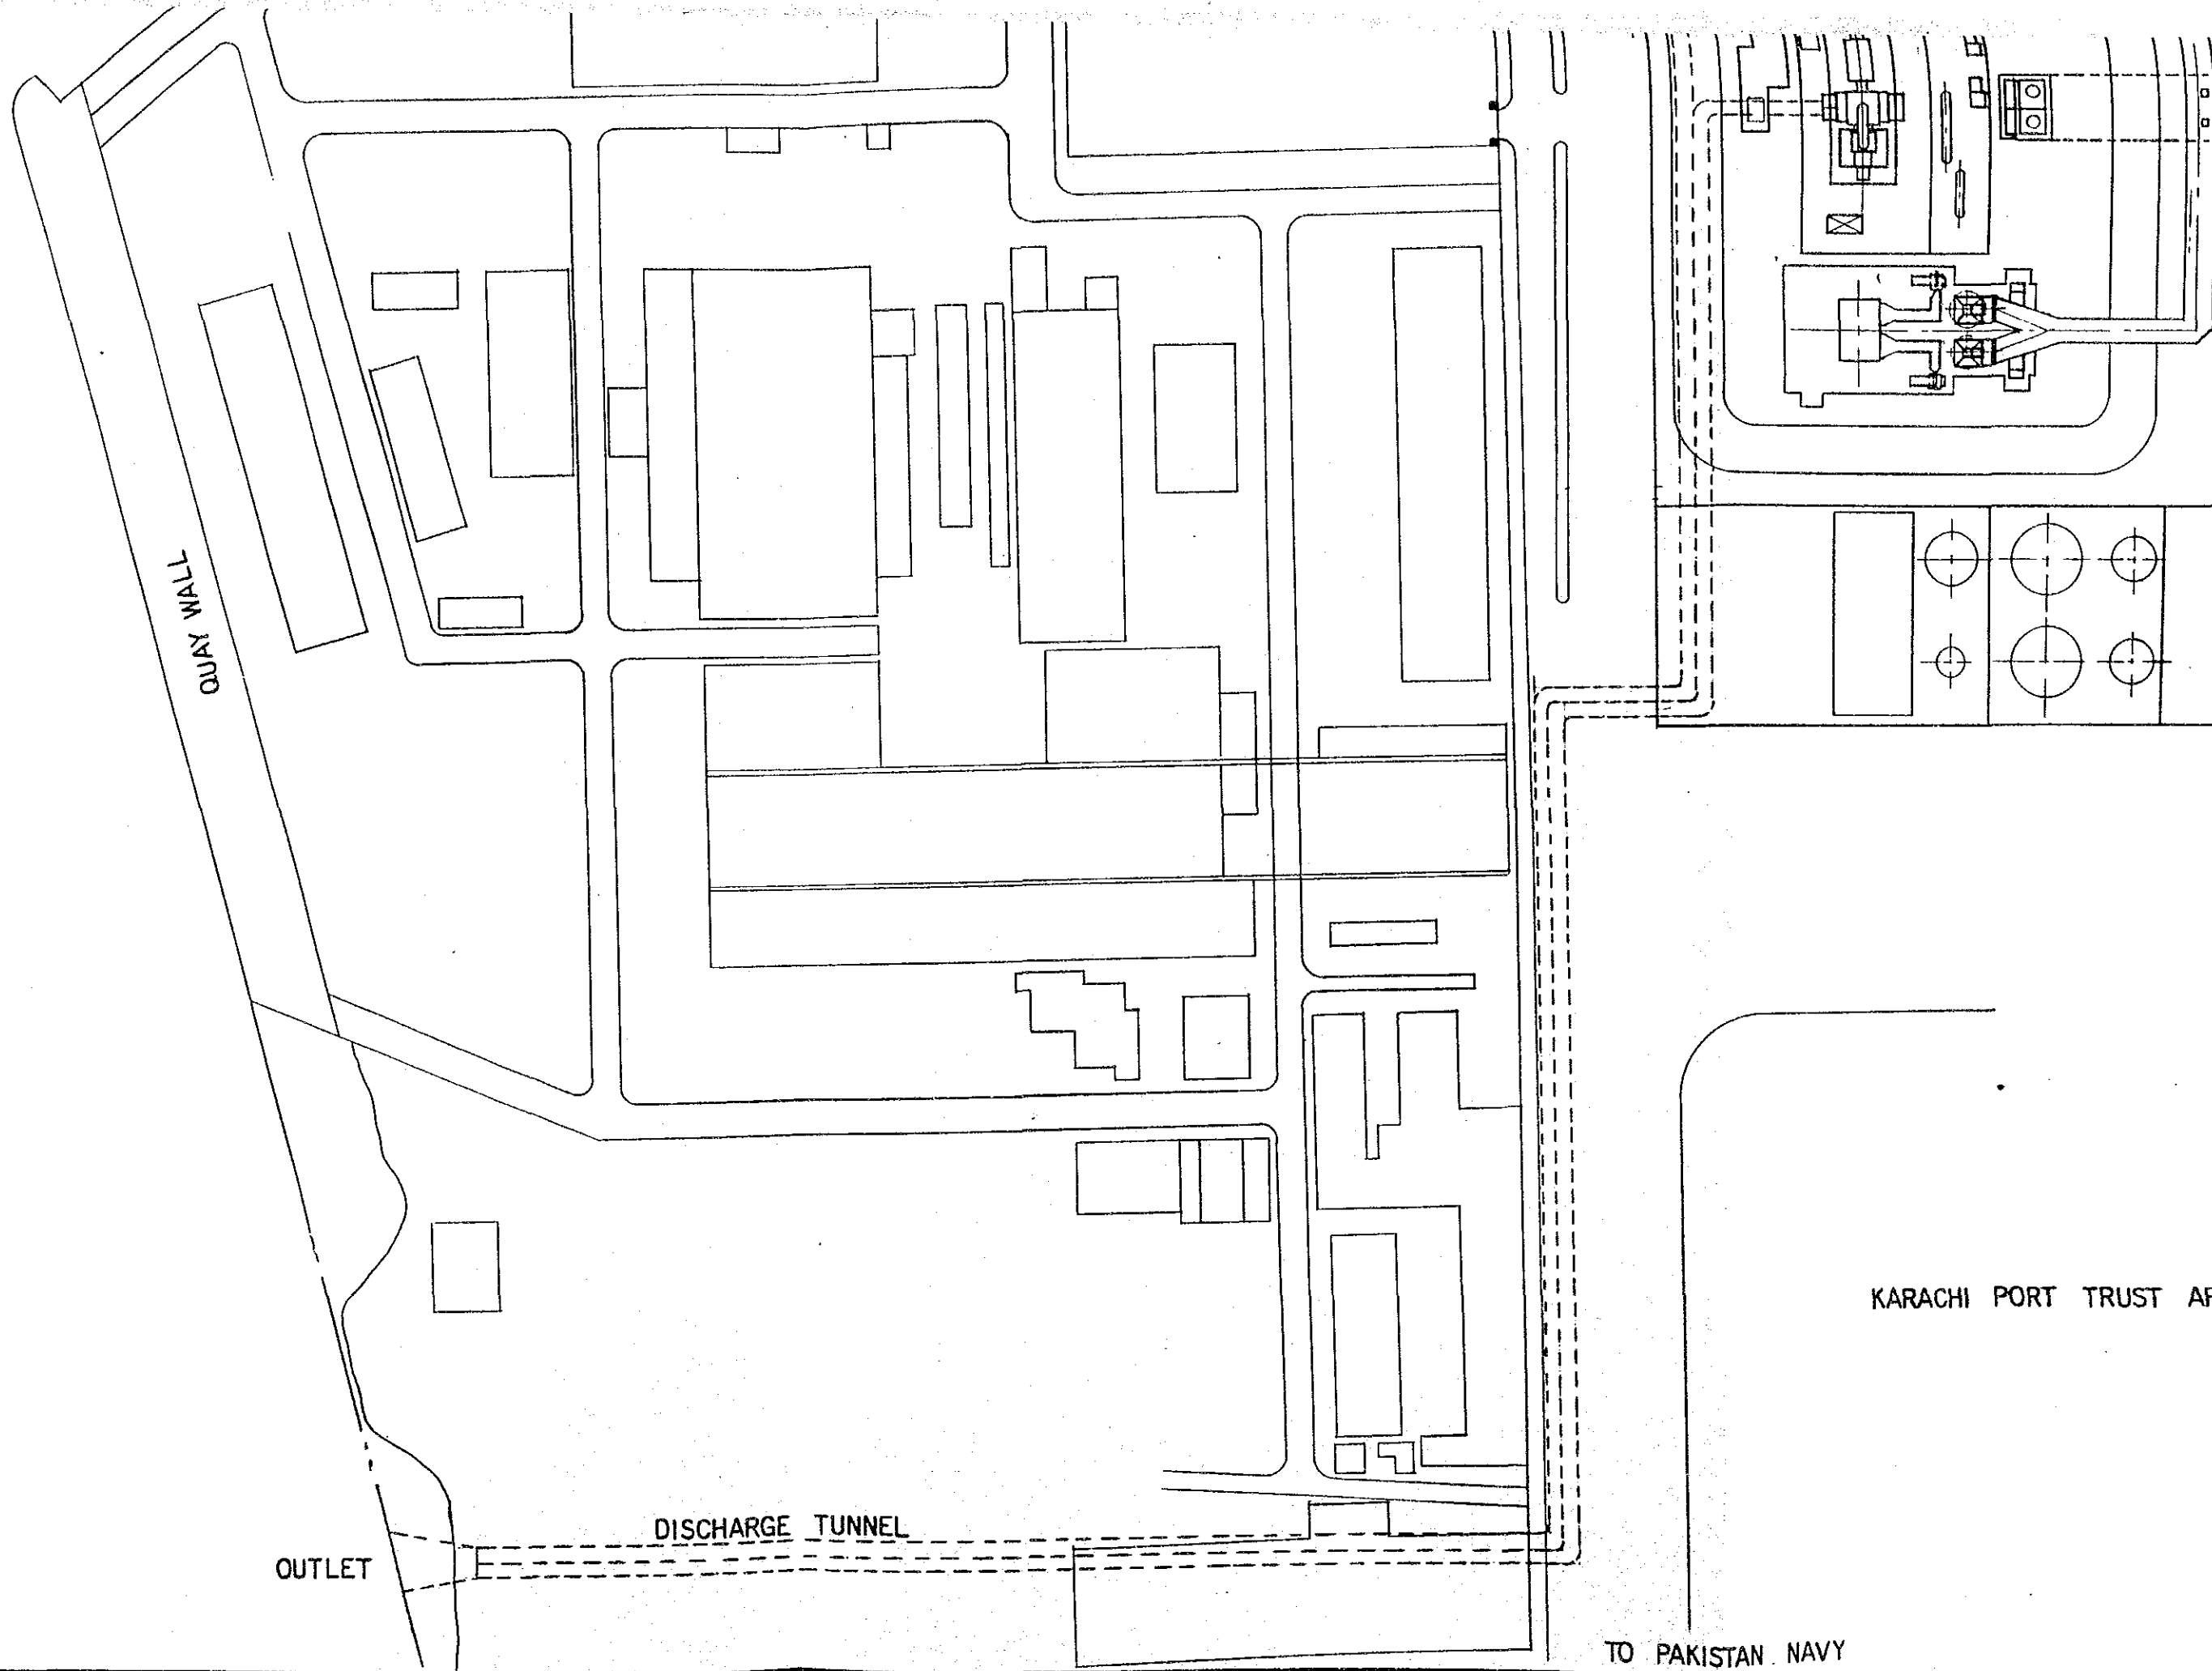 QUAY WALL
KARACHI PORT TRUST
DISCHARGE TUNNEL
OUTLET
TO PAKISTAN NAVY